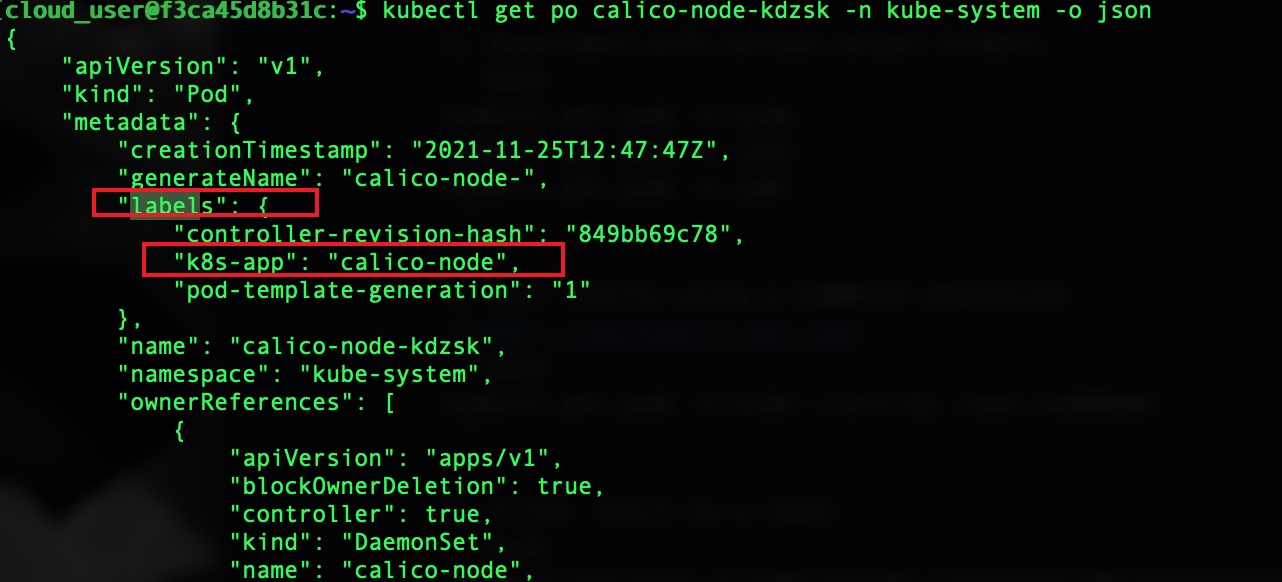 [cloud_user@f3ca45d8b31c:~$ kubectl get po calico-node-kdzsk -n kube-system -o json
{
    "apiVersion": "v1",
    "kind": "Pod",
    "metadata": {
        "creationTimestamp": "2021-11-25T12:47:47Z",
        "generateName": "calico-node-",
        "labels": {
            "controller-revision-hash": "849bb69c78",
            "k8s-app": "calico-node",
            "pod-template-generation": "1"
        },
        "name": "calico-node-kdzsk",
        "namespace": "kube-system",
        "ownerReferences": [
            {
                "apiVersion": "apps/v1",
                "blockOwnerDeletion": true,
                "controller": true,
                "kind": "DaemonSet",
                "name": "calico-node",